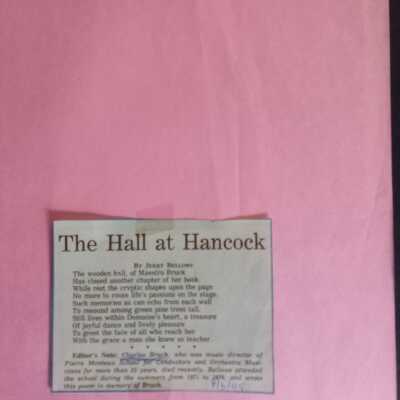 The Hall at Hancock
By Jerry Bellows
The wooden hall, of Maestro Bruck
Has closed another chapter of her book.
While rest the cryptic shapes upon the page
No more to rouse life's passions on the stage.
Such memories as can echo from each wall
To resound among green pine trees tall,
Still lives within Domaine's heart, a treasure
Of joyful dance and lively pleasure
To greet the face of all who reach her
With the grace a man she knew as teacher.
* * * * * *
Editor's Note: Charles Bruck, who was music director of
Pierre Monteux School for Conductors and Orchestra Musi-
cians for more than 25 years, died recently. Bellows attended
the school during the summers from 1971 to 1976, and wrote
this poem in memory of Bruck.